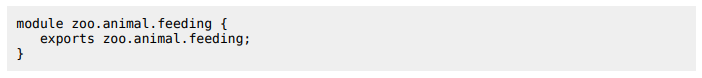 module zoo.animal.feeding {
   exports zoo.animal.feeding;
}